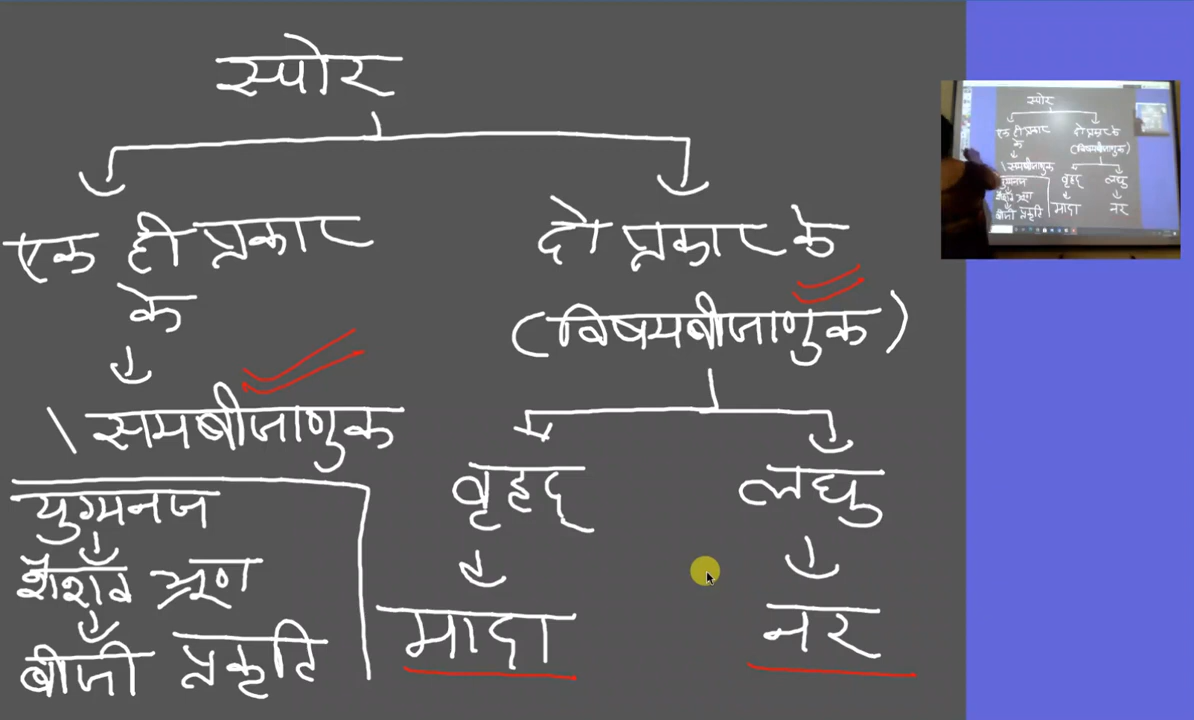 स्पोर
एक ही प्रकार
के
दो प्रकार के
(विषमबीजाणुक)
समबीजाणुक
वृहद्
लघु
मादा
नर
युग्मनज
शैशव भ्रूण
बीजी प्रकृति